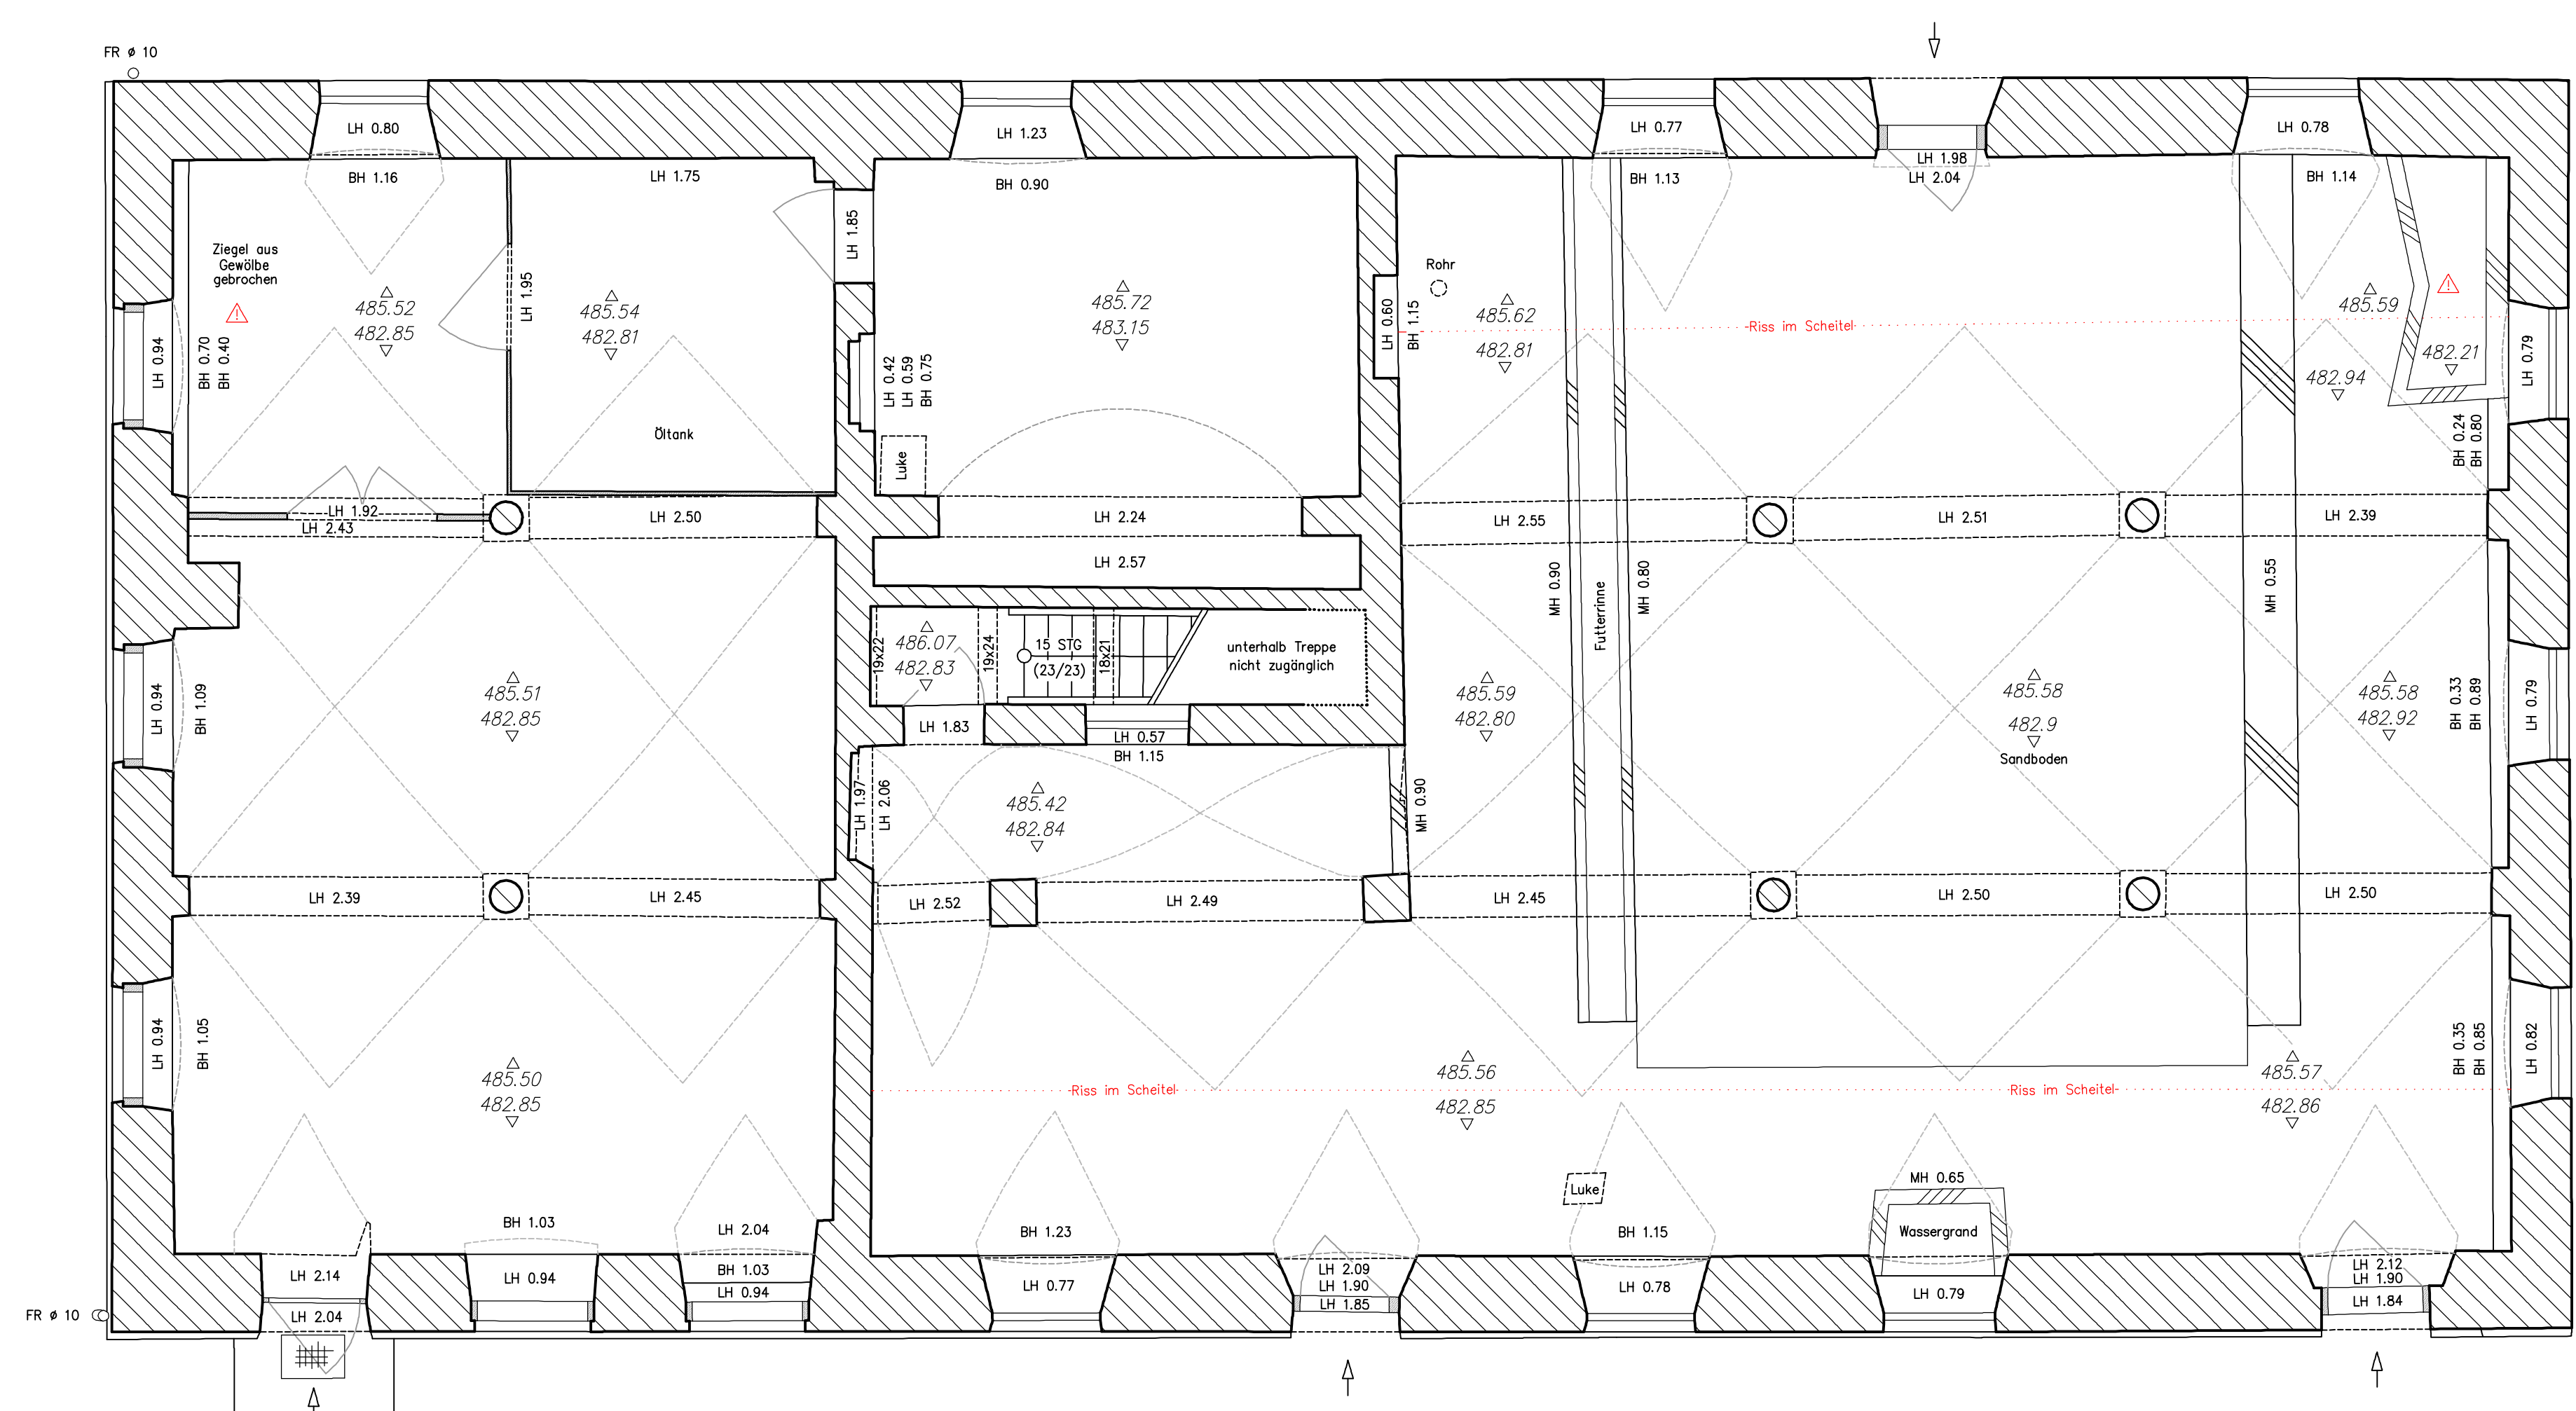 FR ø 10
LH 0.80
LH 1.23
LH 0.77
LH 1.98
LH 2.04
LH 0.78
BH 1.16
LH 1.75
BH 0.90
BH 1.13
BH 1.14
LH 1.85
Ziegel aus
Gewölbe
gebrochen
LH 1.95
485.52
482.85
485.54
482.81
485.72
483.15
Rohr
LH 0.60
BH 1.15
485.62
482.81
Riss im Scheitel
485.59
482.21
482.94
LH 0.79
LH 0.94
BH 0.70
BH 0.40
LH 0.42
LH 0.59
BH 0.75
Öltank
Luke
BH 0.24
BH 0.80
LH 1.92
LH 2.43
LH 2.50
LH 2.24
LH 2.55
LH 2.51
LH 2.39
LH 2.57
MH 0.90
Futterrinne
MH 0.80
MH 0.55
19x22
486.07
482.83
19x24
15 STG
(23/23)
18x21
unterhalb Treppe
nicht zugänglich
LH 0.94
BH 1.09
485.51
482.85
485.59
482.80
485.58
482.9
Sandboden
485.58
482.92
BH 0.33
BH 0.89
LH 0.79
LH 1.83
LH 0.57
BH 1.15
LH 1.97
LH 2.06
485.42
482.84
MH 0.90
LH 2.39
LH 2.45
LH 2.52
LH 2.49
LH 2.45
LH 2.50
LH 2.50
LH 0.94
BH 1.05
485.50
482.85
485.56
482.85
485.57
482.86
BH 0.35
BH 0.85
LH 0.82
Riss im Scheitel
Riss im Scheitel
Luke
MH 0.65
Wassergrand
BH 1.03
LH 2.04
BH 1.23
BH 1.15
LH 2.14
LH 2.04
LH 0.94
BH 1.03
LH 0.94
LH 0.77
LH 2.09
LH 1.90
LH 1.85
LH 0.78
LH 0.79
LH 2.12
LH 1.90
LH 1.84
FR ø 10